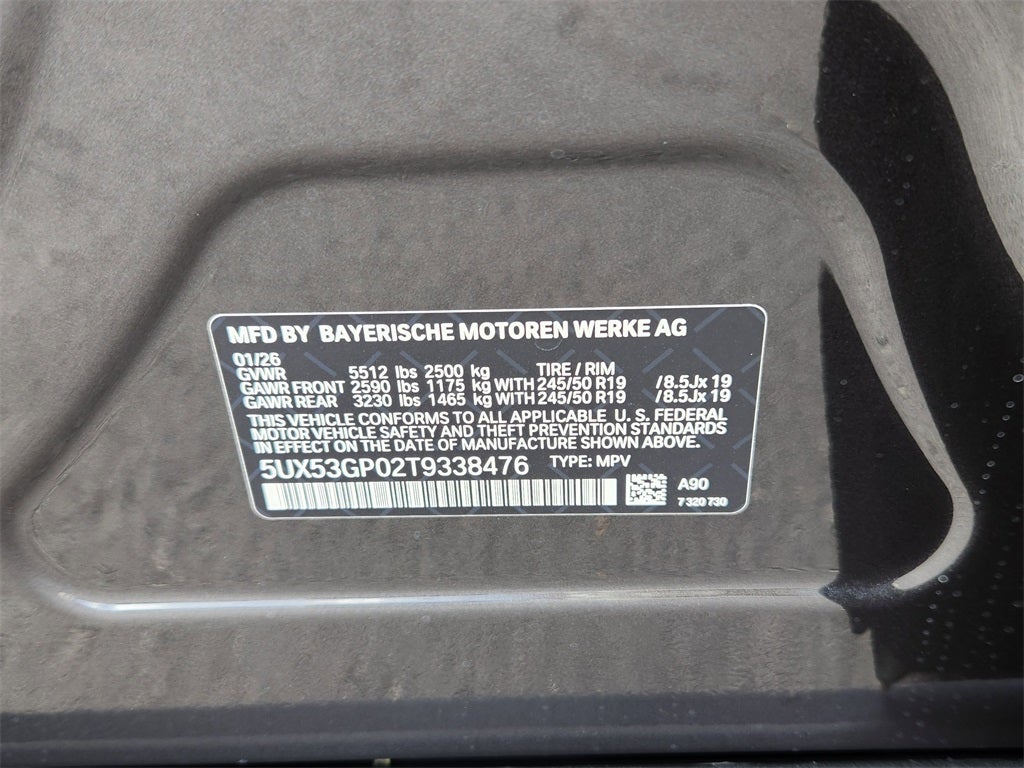 MFD BY BAYERISCHE MOTOREN WERKE AG
01/26
GVWR 5512 lbs 2500 kg TIRE / RIM
GAWR FRONT 2590 lbs 1175 kg WITH 245/50 R19 /8.5Jx 19
GAWR REAR 3230 lbs 1465 kg WITH 245/50 R19 /8.5Jx 19
THIS VEHICLE CONFORMS TO ALL APPLICABLE U. S. FEDERAL
MOTOR VEHICLE SAFETY AND THEFT PREVENTION STANDARDS
IN EFFECT ON THE DATE OF MANUFACTURE SHOWN ABOVE.
5UX53GP02T9338476 TYPE: MPV
A90
7 320 730